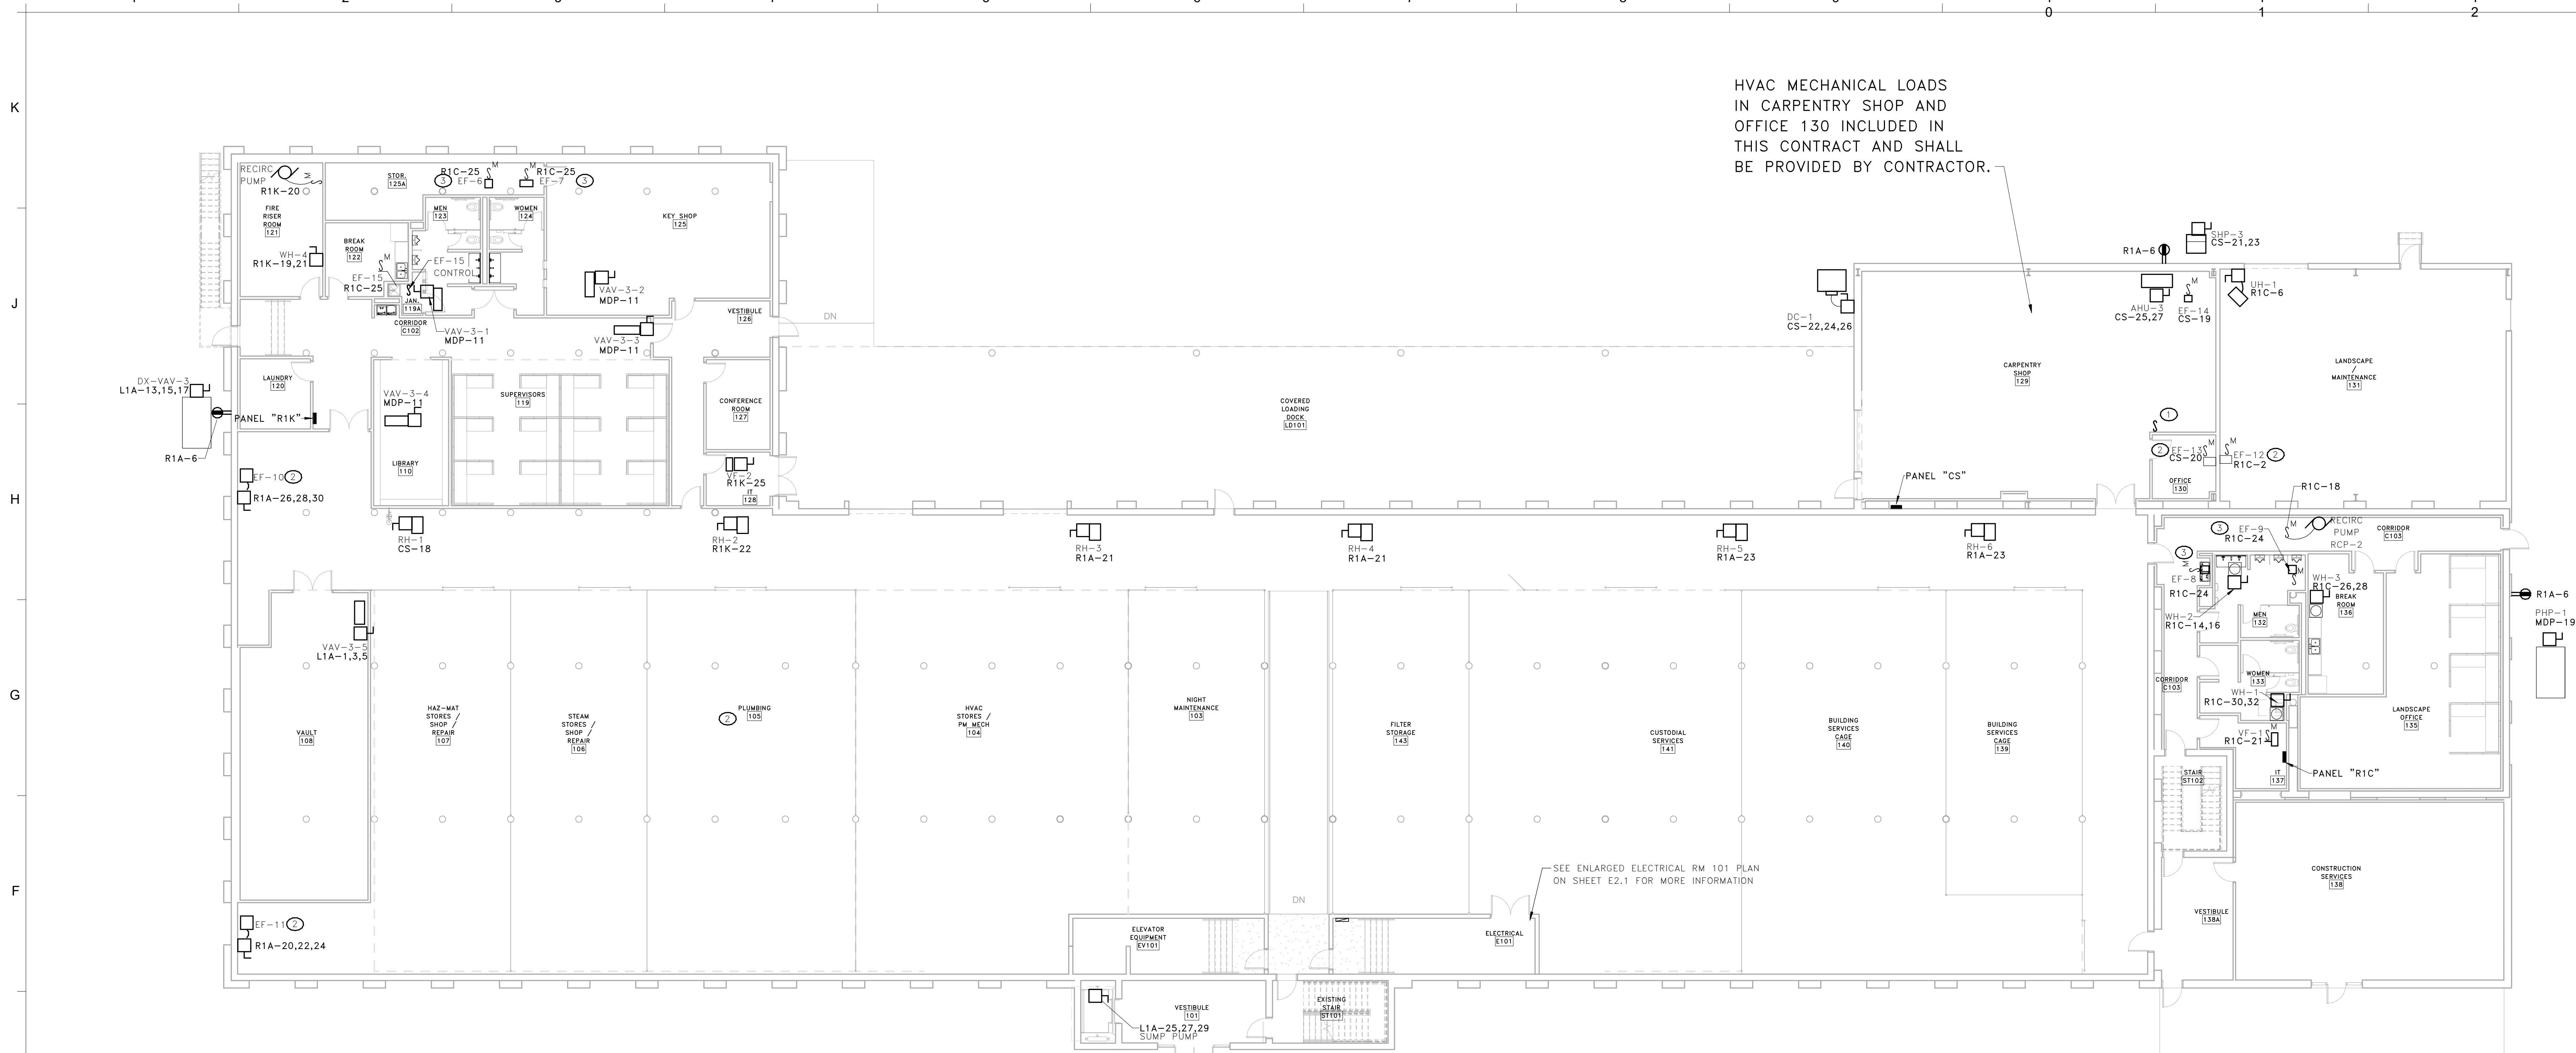 HVAC MECHANICAL LOADS
IN CARPENTRY SHOP AND
OFFICE 130 INCLUDED IN
THIS CONTRACT AND SHALL
BE PROVIDED BY CONTRACTOR.
K
J
H
G
F
0
1
2
RECIRC
PUMP
M
R1K-20
FIRE
RISER
ROOM
121
WH-4
R1K-19,21
STOR.
125A
3
R1C-25
EF-6
M
M
R1C-25
EF-7
3
MEN
123
WOMEN
124
KEY SHOP
125
BREAK
ROOM
122
M
EF-15
R1C-25
EF-15
CONTROL
JAN.
119A
CORRIDOR
C102
VAV-3-1
MDP-11
VAV-3-2
MDP-11
VAV-3-3
MDP-11
VESTIBULE
126
DN
LAUNDRY
120
DX-VAV-3
L1A-13,15,17
PANEL "R1K"
R1A-6
VAV-3-4
MDP-11
LIBRARY
110
SUPERVISORS
119
CONFERENCE
ROOM
127
VF-2
R1K-25
IT
128
COVERED
LOADING
DOCK
LD101
EF-10
2
R1A-26,28,30
RH-1
CS-18
RH-2
R1K-22
RH-3
R1A-21
RH-4
R1A-21
RH-5
R1A-23
RH-6
R1A-23
DC-1
CS-22,24,26
R1A-6
SHP-3
CS-21,23
AHU-3
CS-25,27
M
EF-14
CS-19
UH-1
R1C-6
CARPENTRY
SHOP
129
LANDSCAPE
/
MAINTENANCE
131
1
2
EF-13
CS-20
M
M
EF-12
R1C-2
2
OFFICE
130
PANEL "CS"
R1C-18
M
RECIRC
PUMP
RCP-2
CORRIDOR
C103
3
EF-9
R1C-24
M
3
M
EF-8
R1C-24
WH-2
R1C-14,16
WH-3
R1C-26,28
BREAK
ROOM
136
MEN
132
WOMEN
133
WH-1
R1C-30,32
CORRIDOR
C103
M
VF-1
R1C-21
IT
137
PANEL "R1C"
LANDSCAPE
OFFICE
135
R1A-6
PHP-1
MDP-19
VAV-3-5
L1A-1,3,5
VAULT
108
HAZ-MAT
STORES /
SHOP /
REPAIR
107
STEAM
STORES /
SHOP /
REPAIR
106
2
PLUMBING
105
HVAC
STORES /
PM MECH
104
NIGHT
MAINTENANCE
103
FILTER
STORAGE
143
CUSTODIAL
SERVICES
141
BUILDING
SERVICES
CAGE
140
BUILDING
SERVICES
CAGE
139
STAIR
ST102
CONSTRUCTION
SERVICES
138
VESTIBULE
138A
EF-11
2
R1A-20,22,24
SEE ENLARGED ELECTRICAL RM 101 PLAN
ON SHEET E2.1 FOR MORE INFORMATION
DN
ELEVATOR
EQUIPMENT
EV101
ELECTRICAL
E101
VESTIBULE
101
EXISTING
STAIR
ST101
L1A-25,27,29
SUMP PUMP